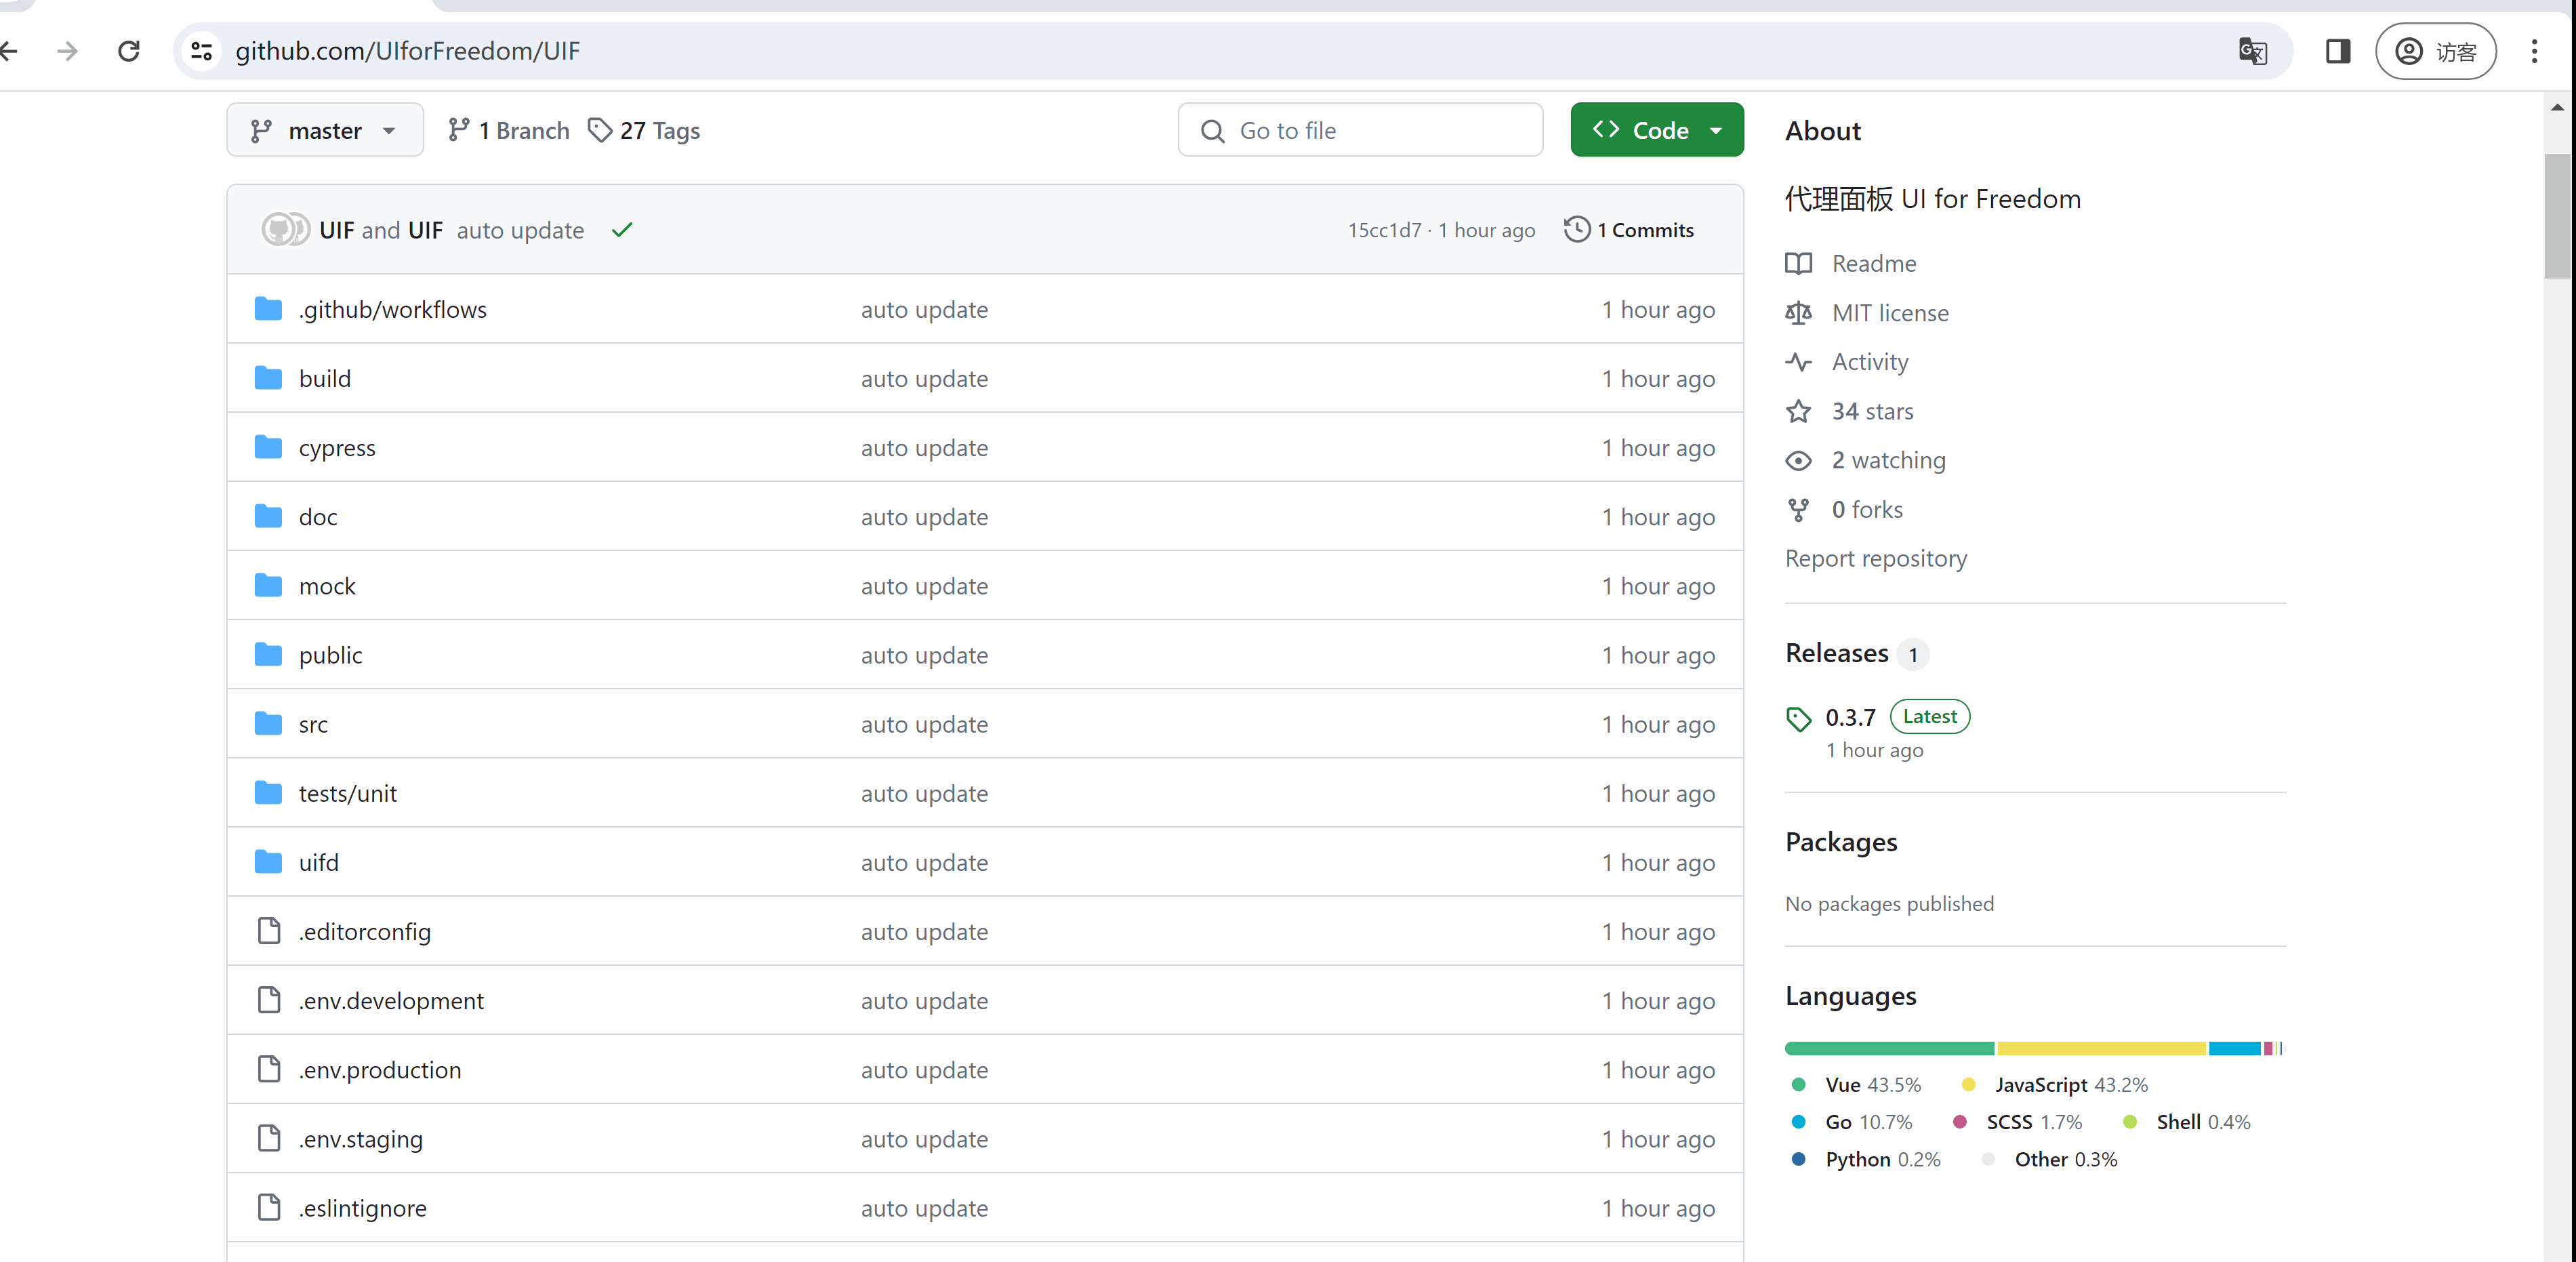 github.com/UIforFreedom/UIF
访客
master
1 Branch
27 Tags
Go to file
Code
UIF and UIF auto update
15cc1d7 · 1 hour ago
1 Commits
.github/workflows auto update 1 hour ago
build auto update 1 hour ago
cypress auto update 1 hour ago
doc auto update 1 hour ago
mock auto update 1 hour ago
public auto update 1 hour ago
src auto update 1 hour ago
tests/unit auto update 1 hour ago
uifd auto update 1 hour ago
.editorconfig auto update 1 hour ago
.env.development auto update 1 hour ago
.env.production auto update 1 hour ago
.env.staging auto update 1 hour ago
.eslintignore auto update 1 hour ago
About
代理面板 UI for Freedom
Readme
MIT license
Activity
34 stars
2 watching
0 forks
Report repository
Releases 1
0.3.7 Latest
1 hour ago
Packages
No packages published
Languages
Vue 43.5% JavaScript 43.2%
Go 10.7% SCSS 1.7% Shell 0.4%
Python 0.2% Other 0.3%